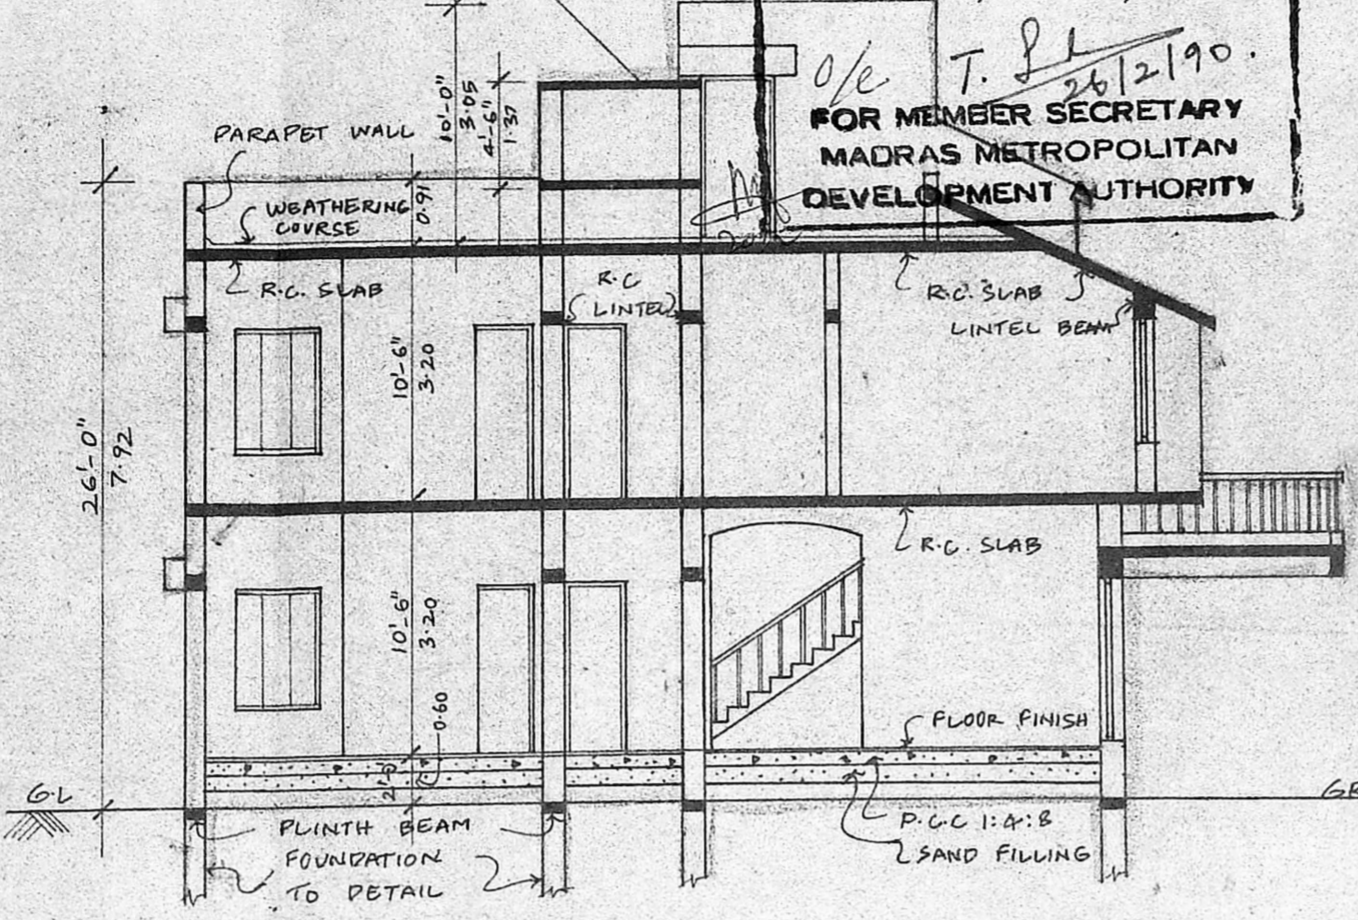 10'-0"
3.05
4'-6"
1.37
O/c
T.
26/2/90.
FOR MEMBER SECRETARY
MADRAS METROPOLITAN
DEVELOPMENT AUTHORITY
PARAPET WALL
WEATHERING
COURSE
0.91
R.C. SLAB
R.C
LINTEL
R.C. SLAB
LINTEL BEAM
10'-6"
3.20
26'-0"
7.92
R.C. SLAB
10'-6"
3.20
0.60
2'-0"
FLOOR FINISH
G.L
GR
PLINTH BEAM
P.C.C 1:4:8
FOUNDATION
TO DETAIL
SAND FILLING